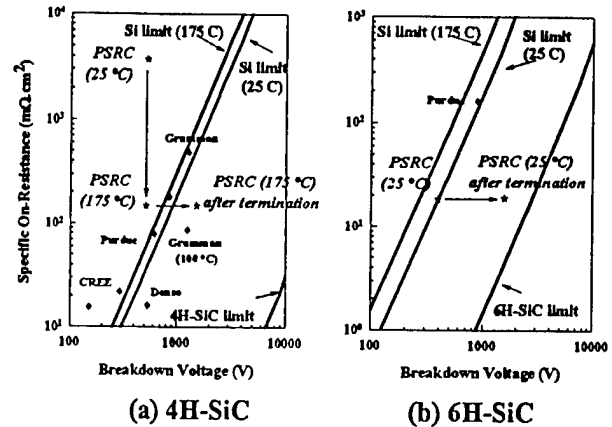 10⁴
10³
10²
10¹
Specific On-Resistance (mΩ.cm²)
PSRC
(25 °C)
Si limit (175 C)
Si limit
(25 C)
Grumman
PSRC
(175 °C)
PSRC (175 °C)
after termination
Purdue
Grumman
(100 °C)
CREE
Denso
4H-SiC limit
100
1000
10000
Breakdown Voltage (V)
(a) 4H-SiC
10³
10²
10¹
10⁰
Si limit (175 C)
Si limit
(25 C)
Purdue
PSRC
(25 °C)
PSRC (25 °C)
after termination
6H-SiC limit
100
1000
10000
Breakdown Voltage (V)
(b) 6H-SiC